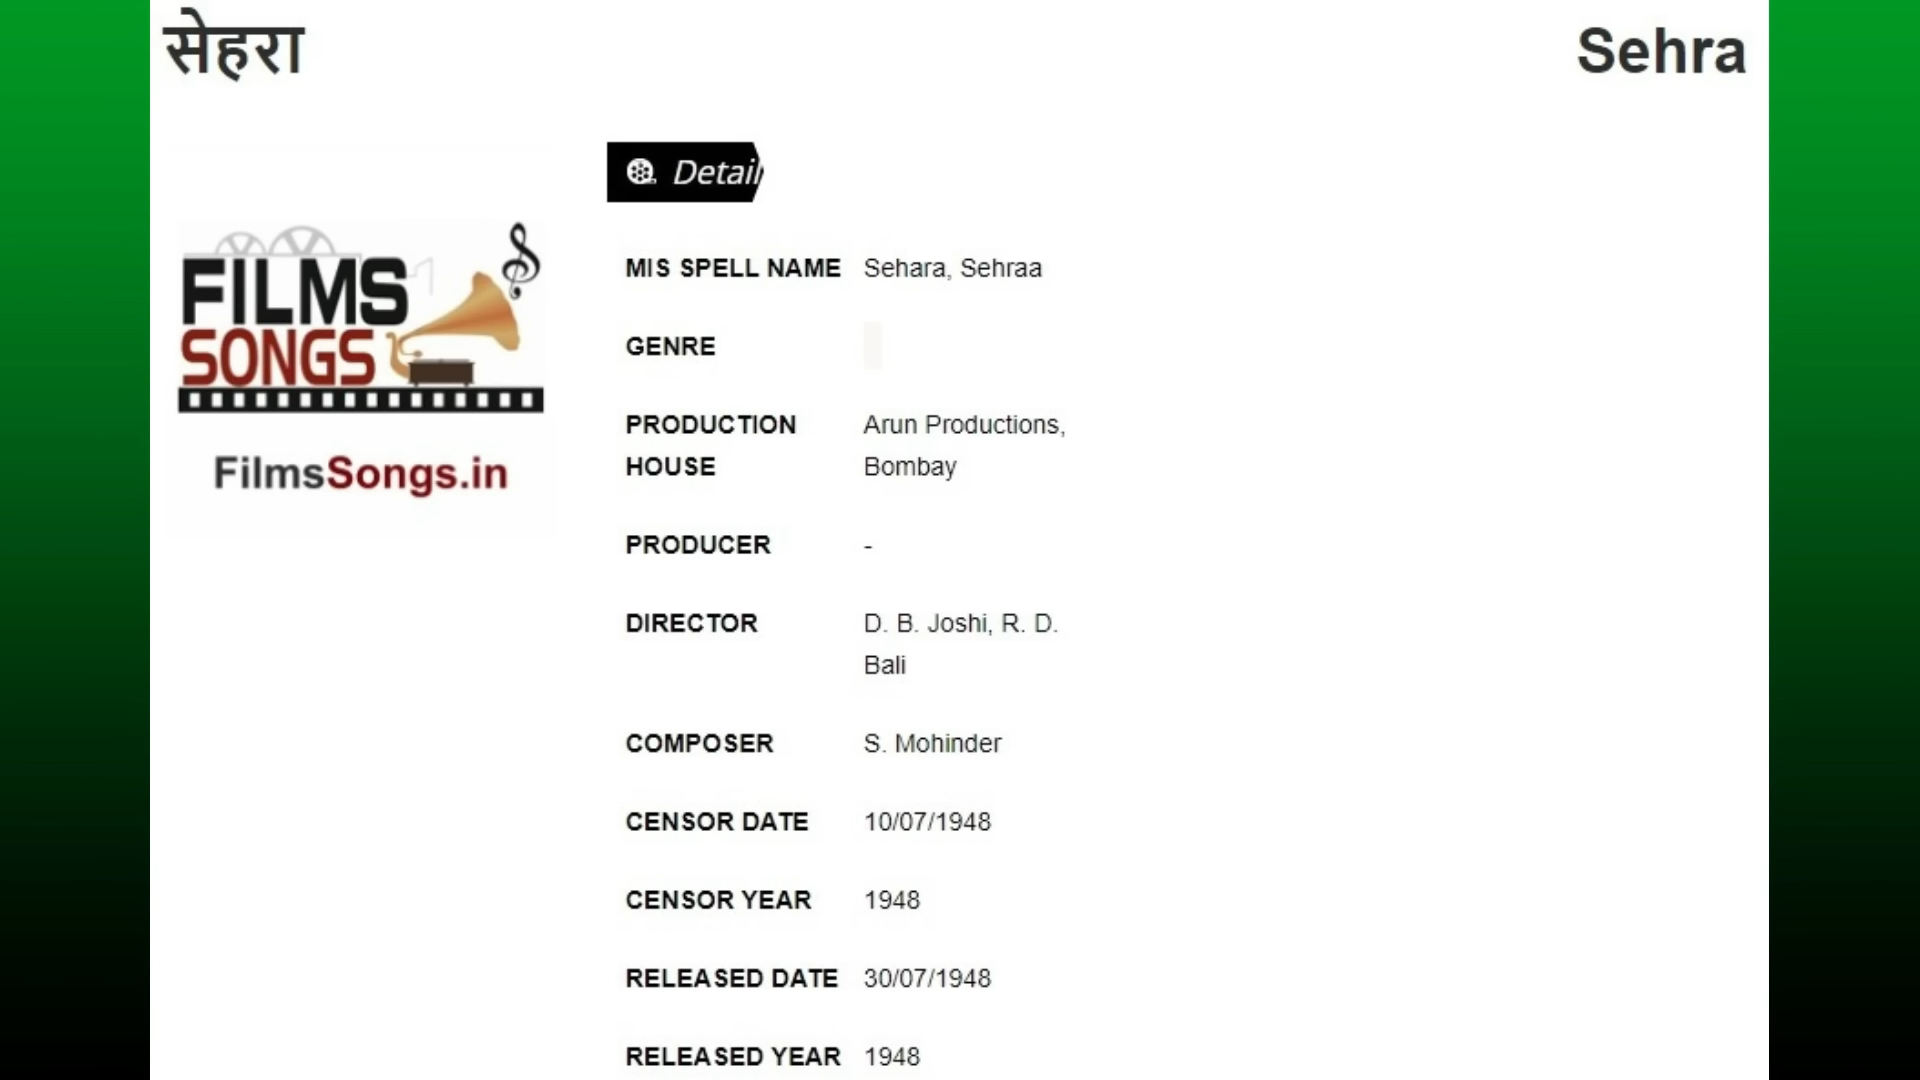 सेहरा
Sehra
Detail
FILMS
SONGS
FilmsSongs.in
MIS SPELL NAME Sehara, Sehraa
GENRE
PRODUCTION HOUSE Arun Productions, Bombay
PRODUCER -
DIRECTOR D. B. Joshi, R. D. Bali
COMPOSER S. Mohinder
CENSOR DATE 10/07/1948
CENSOR YEAR 1948
RELEASED DATE 30/07/1948
RELEASED YEAR 1948